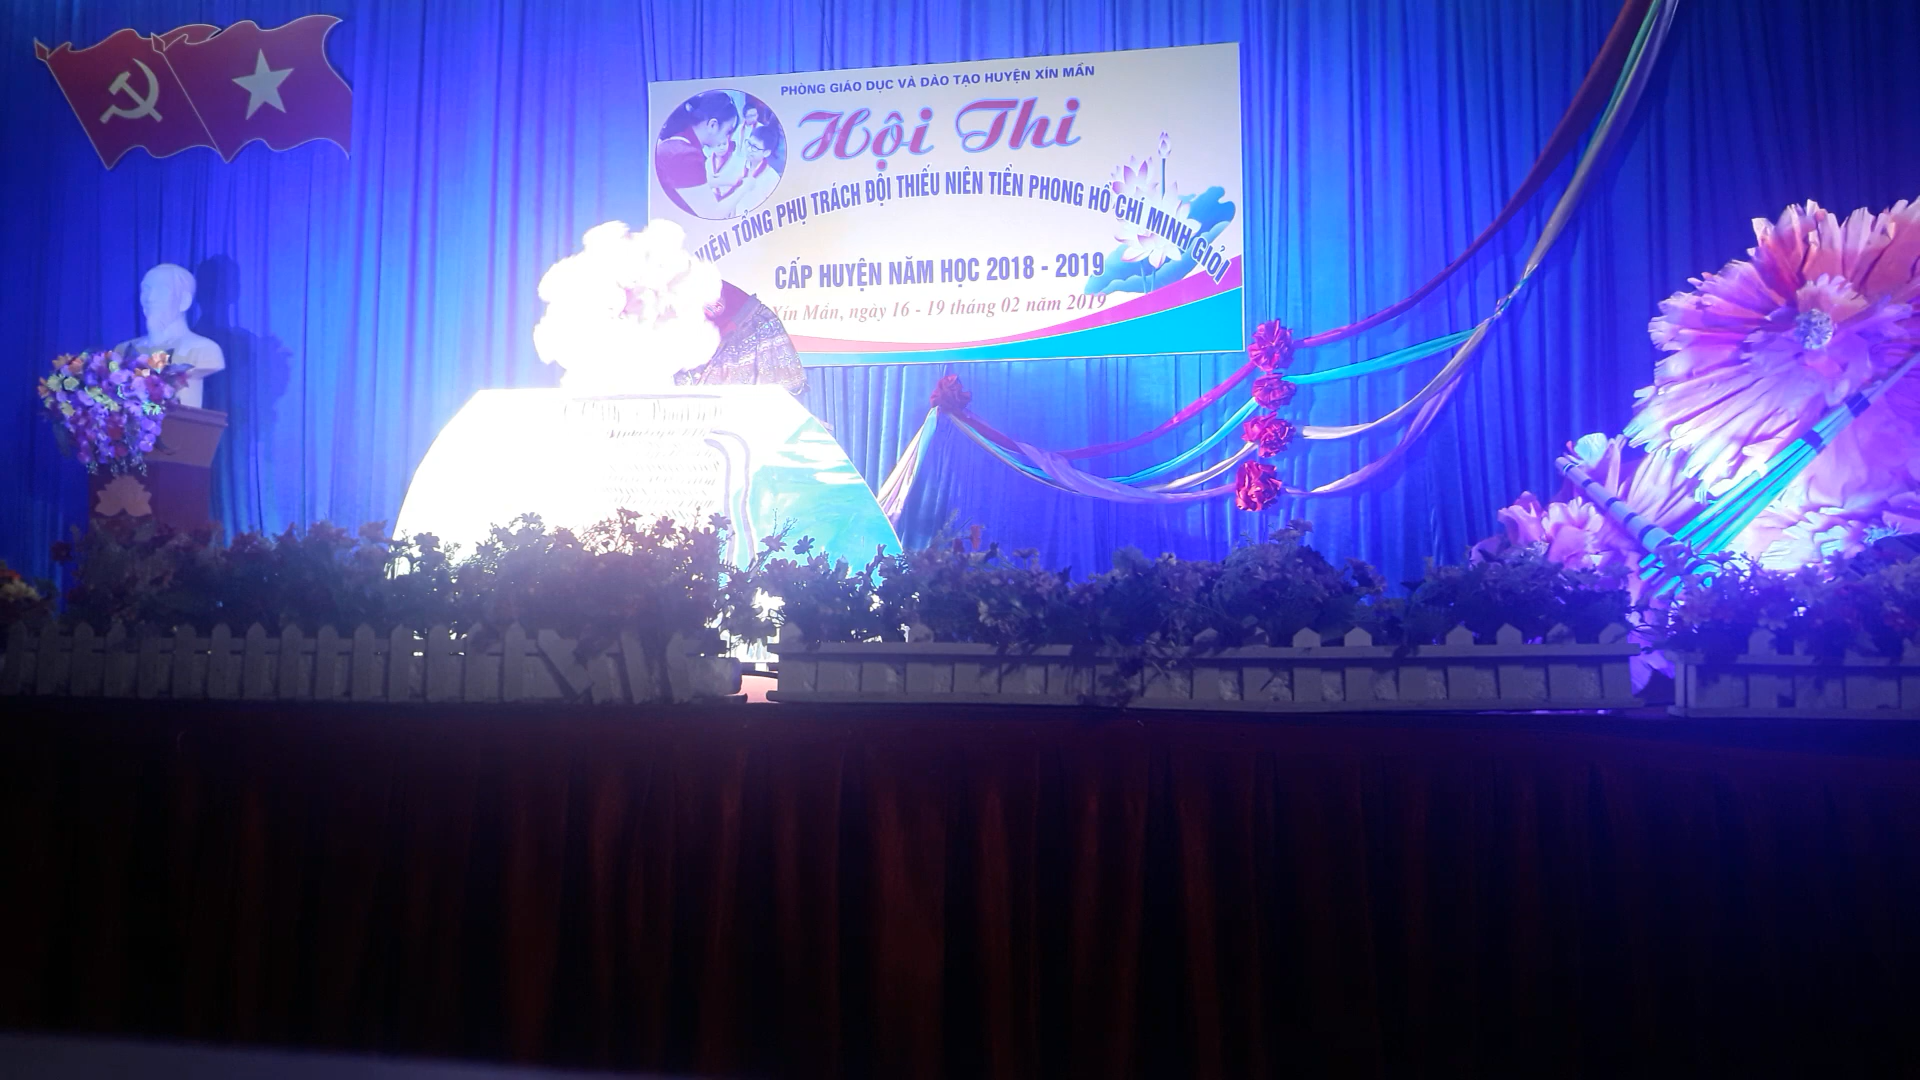 PHÒNG GIÁO DỤC VÀ ĐÀO TẠO HUYỆN XÍN MẦN
Hội Thi
VIÊN TỔNG PHỤ TRÁCH ĐỘI THIẾU NIÊN TIỀN PHONG HỒ CHÍ MINH GIỎI
CẤP HUYỆN NĂM HỌC 2018 - 2019
Xín Mần, ngày 16 - 19 tháng 02 năm 2019